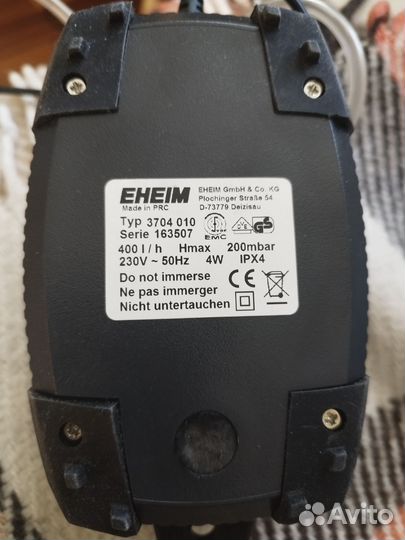 EHEIM
Made in PRC
EHEIM GmbH & Co. KG
Plochinger Straße 54
D-73779 Deizisau
Typ 3704 010
Serie 163507
EMC
GS
400 l / h Hmax 200mbar
230V ~ 50Hz 4W IPX4
Do not immerse
Ne pas immerger
Nicht untertauchen
CE
Avito